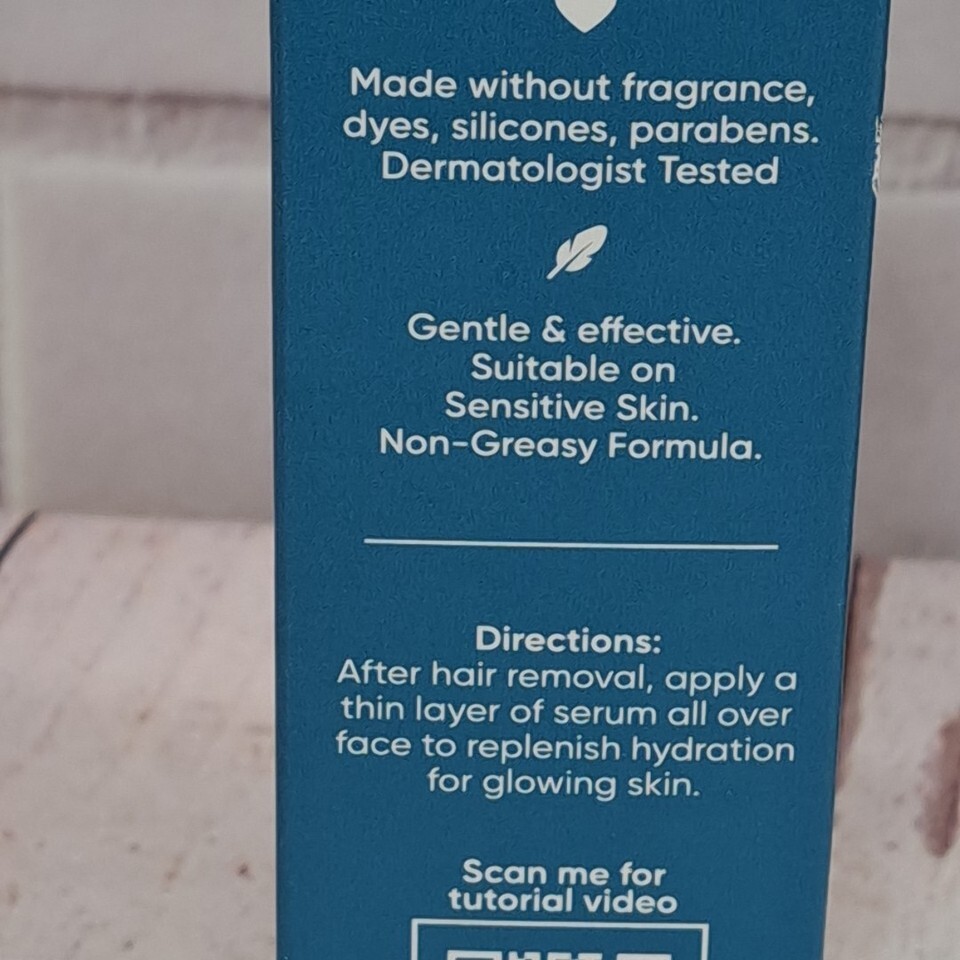 Made without fragrance,
dyes, silicones, parabens.
Dermatologist Tested
Gentle & effective.
Suitable on
Sensitive Skin.
Non-Greasy Formula.
Directions:
After hair removal, apply a
thin layer of serum all over
face to replenish hydration
for glowing skin.
Scan me for
tutorial video